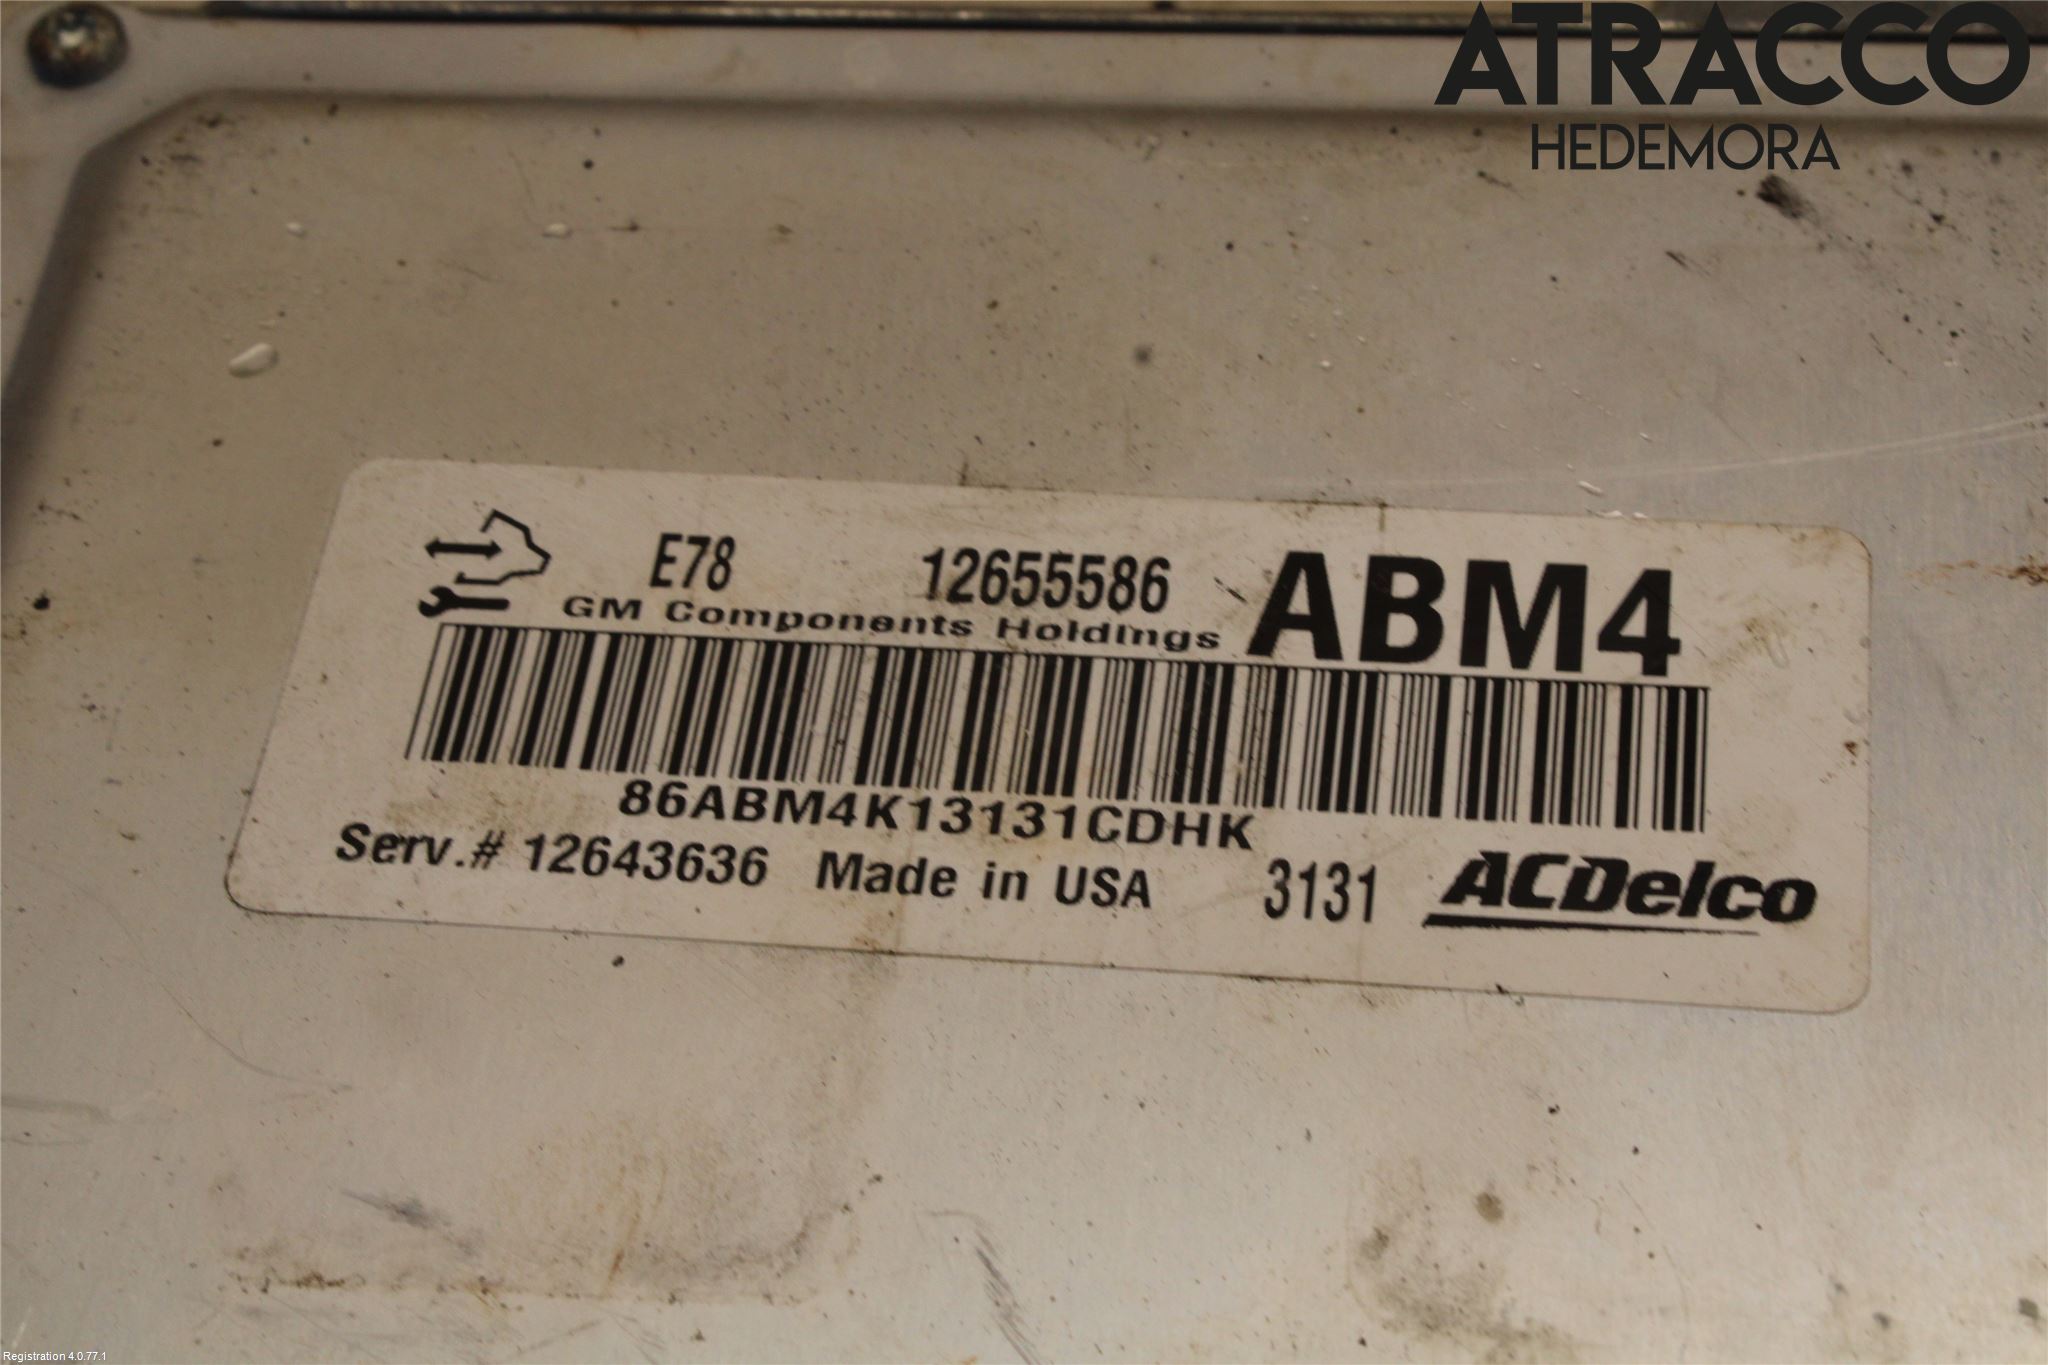 ATRACCO
HEDEMORA
E78 12655586 ABM4
GM Components Holdings
86ABM4K13131CDHK
Serv.# 12643636 Made in USA 3131 ACDelco
Registration 4.0.77.1